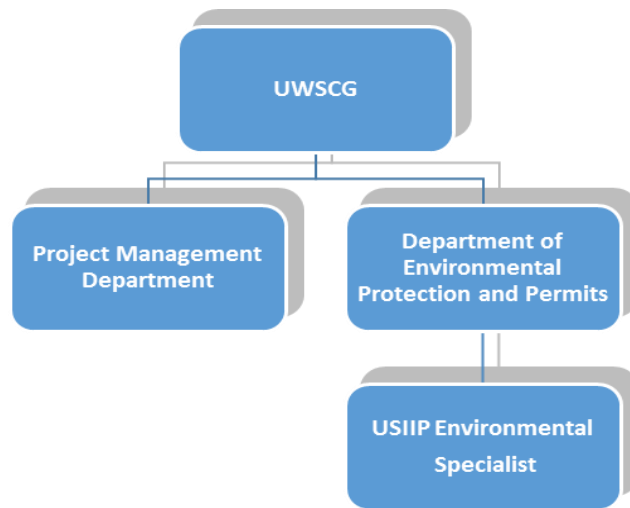 UWSCG
Project Management
Department
Department of
Environmental
Protection and Permits
USIIP Environmental
Specialist